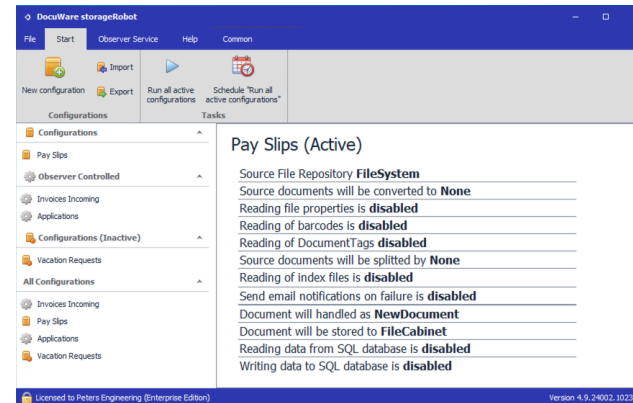 DocuWare storageRobot
File Start Observer Service Help Common
New configuration
Import
Export
Run all active
configurations
Schedule "Run all
active configurations"
Configurations
Tasks
Configurations
Pay Slips
Observer Controlled
Invoices Incoming
Applications
Configurations (Inactive)
Vacation Requests
All Configurations
Invoices Incoming
Pay Slips
Applications
Vacation Requests
Pay Slips (Active)
Source File Repository FileSystem
Source documents will be converted to None
Reading file properties is disabled
Reading of barcodes is disabled
Reading of DocumentTags disabled
Source documents will be splitted by None
Reading of index files is disabled
Send email notifications on failure is disabled
Document will handled as NewDocument
Document will be stored to FileCabinet
Reading data from SQL database is disabled
Writing data to SQL database is disabled
Licensed to Peters Engineering (Enterprise Edition)
Version 4.9.24002.1023